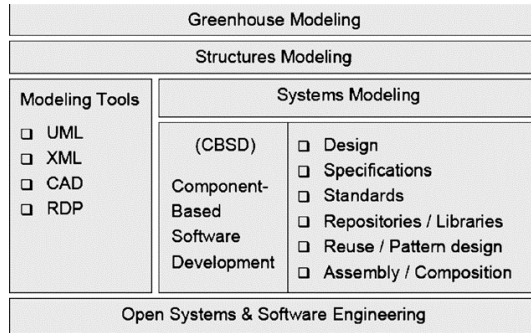 Greenhouse Modeling
Structures Modeling
Modeling Tools
UML
XML
CAD
RDP
Systems Modeling
(CBSD)
Component-
Based
Software
Development
Design
Specifications
Standards
Repositories / Libraries
Reuse / Pattern design
Assembly / Composition
Open Systems & Software Engineering